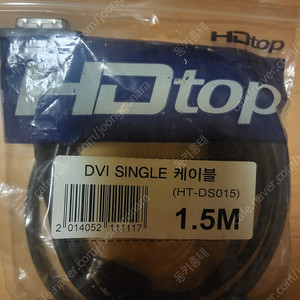 HDtop
HDtop
DVI SINGLE 케이블
(HT-DS015)
1.5M
2 014052 111117